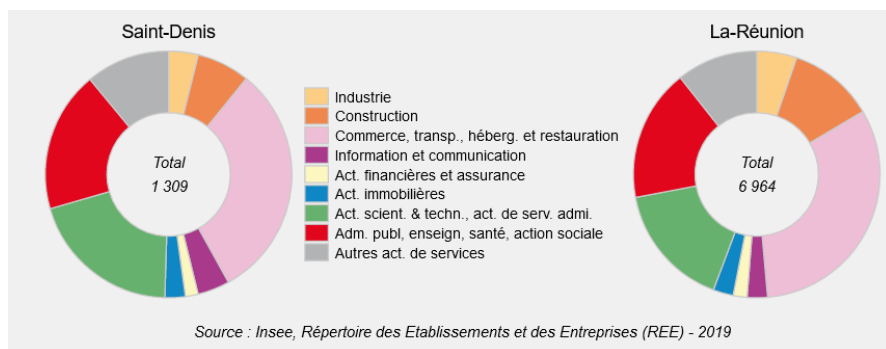 Saint-Denis
La-Réunion
Total
1 309
Industrie
Construction
Commerce, transp., héberg. et restauration
Information et communication
Act. financières et assurance
Act. immobilières
Act. scient. & techn., act. de serv. admi.
Adm. publ, enseign, santé, action sociale
Autres act. de services
Total
6 964
Source : Insee, Répertoire des Etablissements et des Entreprises (REE) - 2019